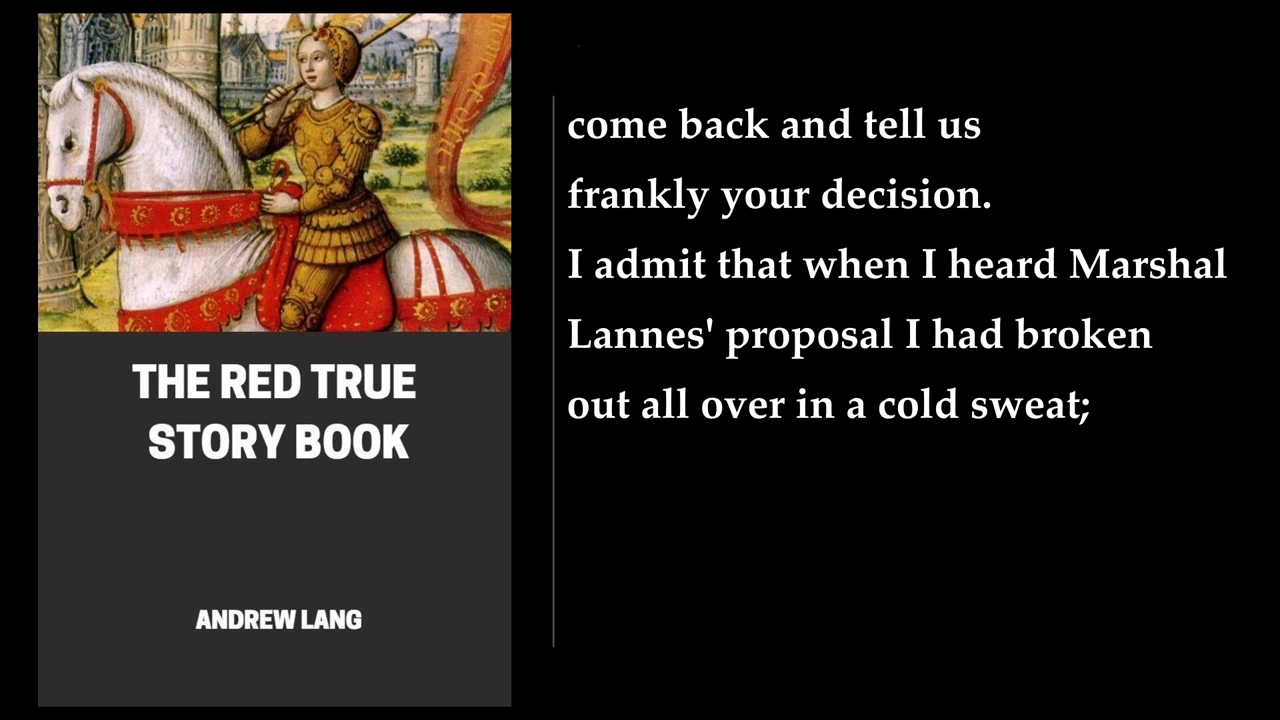 THE RED TRUE
STORY BOOK
ANDREW LANG
come back and tell us
frankly your decision.
I admit that when I heard Marshal
Lannes' proposal I had broken
out all over in a cold sweat;